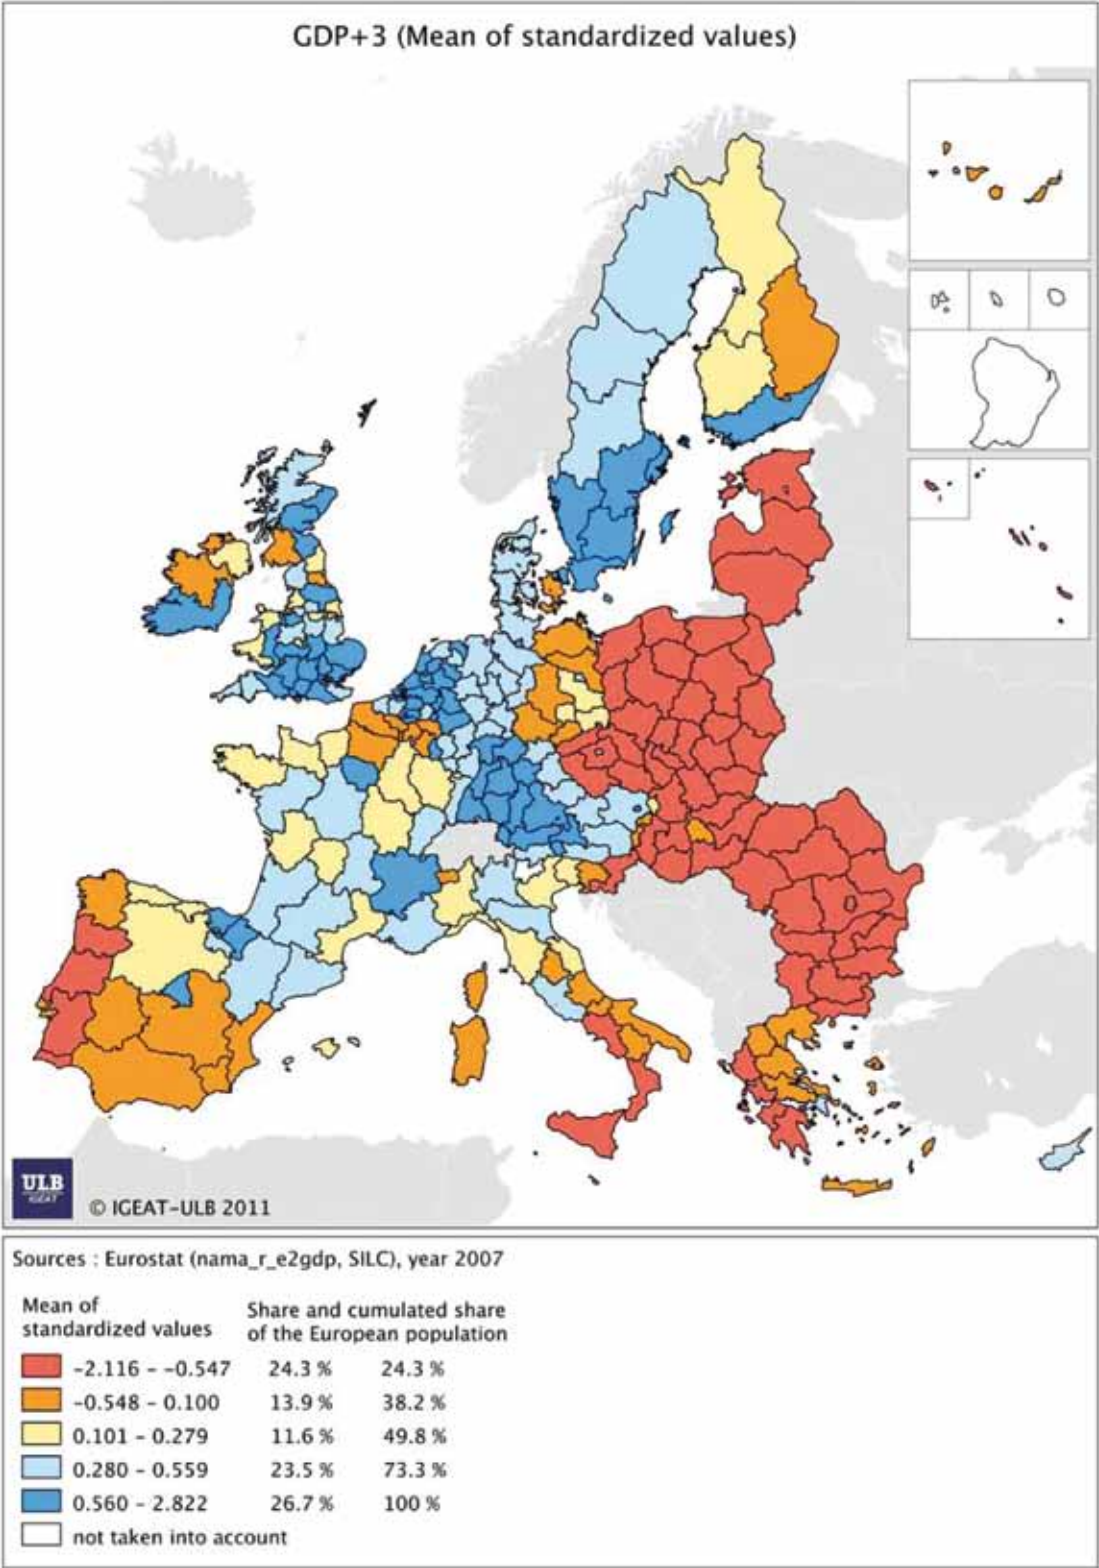 GDP+3 (Mean of standardized values)
ULB
IGEAT
© IGEAT-ULB 2011
Sources : Eurostat (nama_r_e2gdp, SILC), year 2007
Mean of standardized values
Share and cumulated share of the European population
-2.116 - -0.547 24.3 % 24.3 %
-0.548 - 0.100 13.9 % 38.2 %
0.101 - 0.279 11.6 % 49.8 %
0.280 - 0.559 23.5 % 73.3 %
0.560 - 2.822 26.7 % 100 %
not taken into account